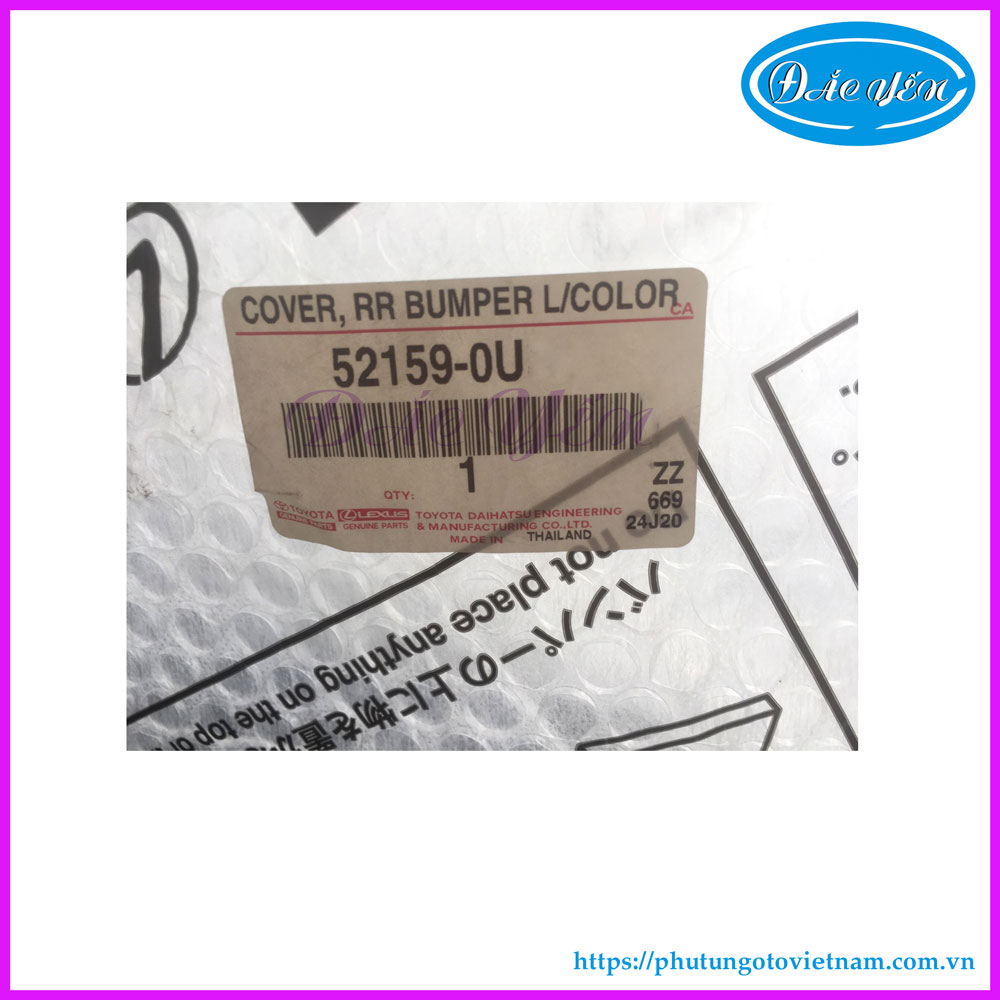 Đắc Yến
COVER, RR BUMPER L/COLOR
CA
52159-0U
Đắc Yến
1
QTY:
ZZ
669
24J20
TOYOTA
GENUINE PARTS
LEXUS
GENUINE PARTS
TOYOTA DAIHATSU ENGINEERING
& MANUFACTURING CO.,LTD.
MADE IN THAILAND
not place anything on the top of
バンパーの上に物を置か
https://phutungotovietnam.com.vn